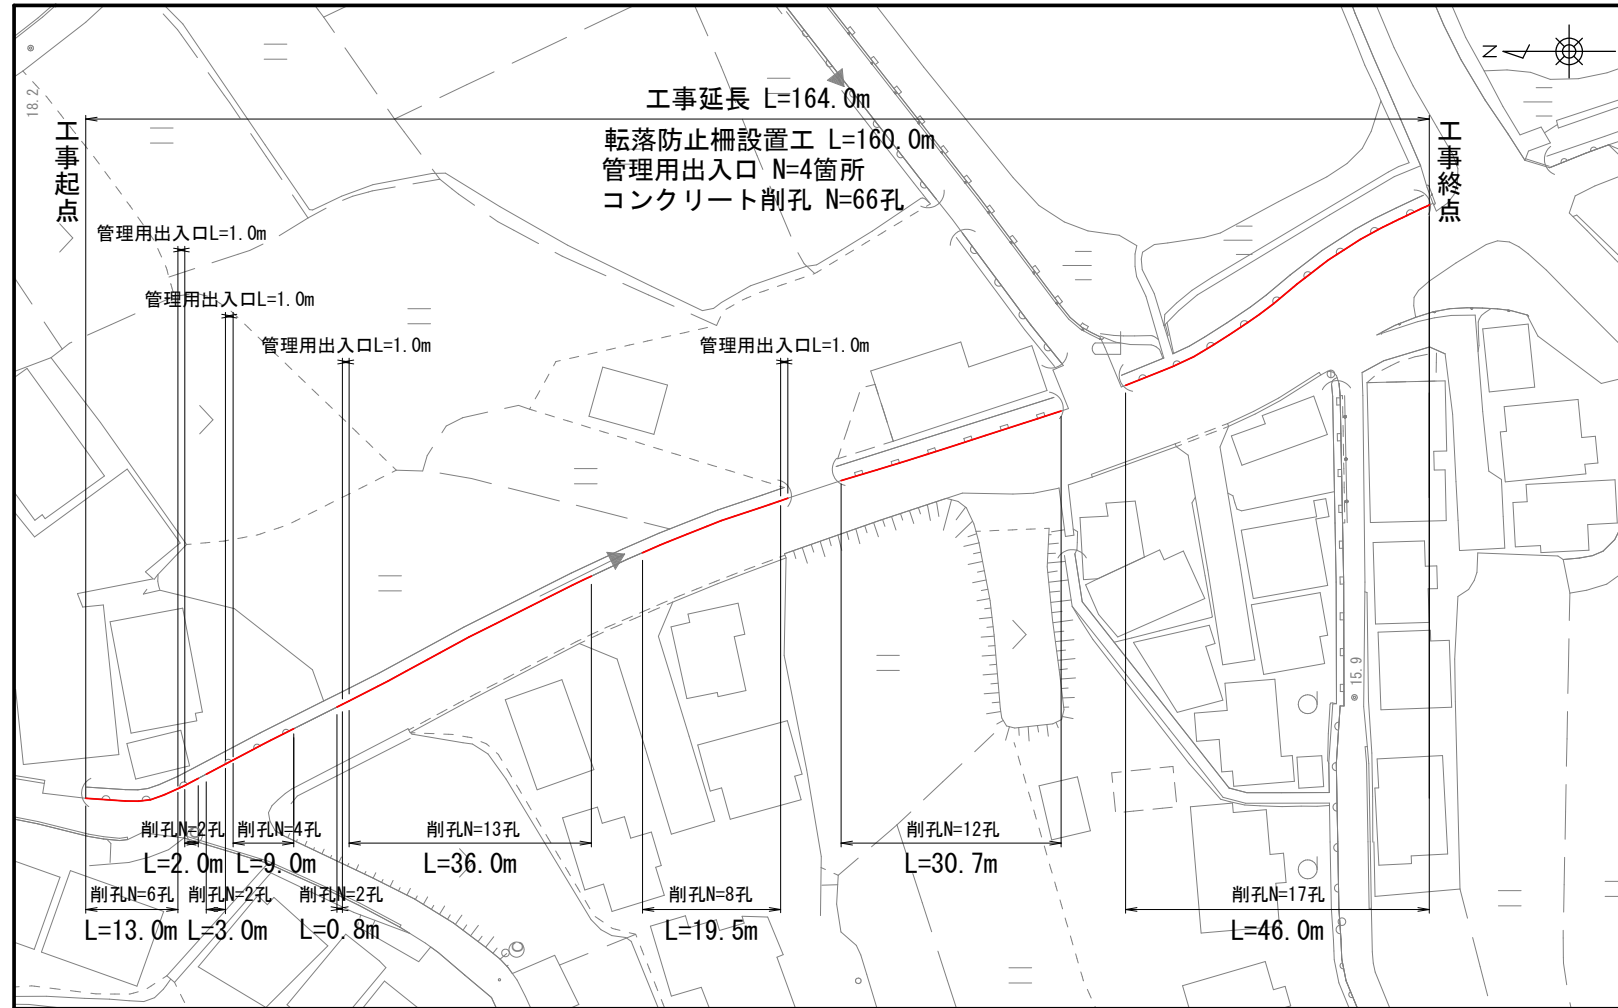 N
18.2
工事延長 L=164.0m
工事起点
工事終点
転落防止柵設置工 L=160.0m
管理用出入口 N=4箇所
コンクリート削孔 N=66孔
管理用出入口L=1.0m
管理用出入口L=1.0m
管理用出入口L=1.0m
管理用出入口L=1.0m
15.9
削孔N=2孔
L=2.0m
削孔N=4孔
L=9.0m
削孔N=13孔
L=36.0m
削孔N=12孔
L=30.7m
削孔N=6孔
L=13.0m
削孔N=2孔
L=3.0m
削孔N=2孔
L=0.8m
削孔N=8孔
L=19.5m
削孔N=17孔
L=46.0m